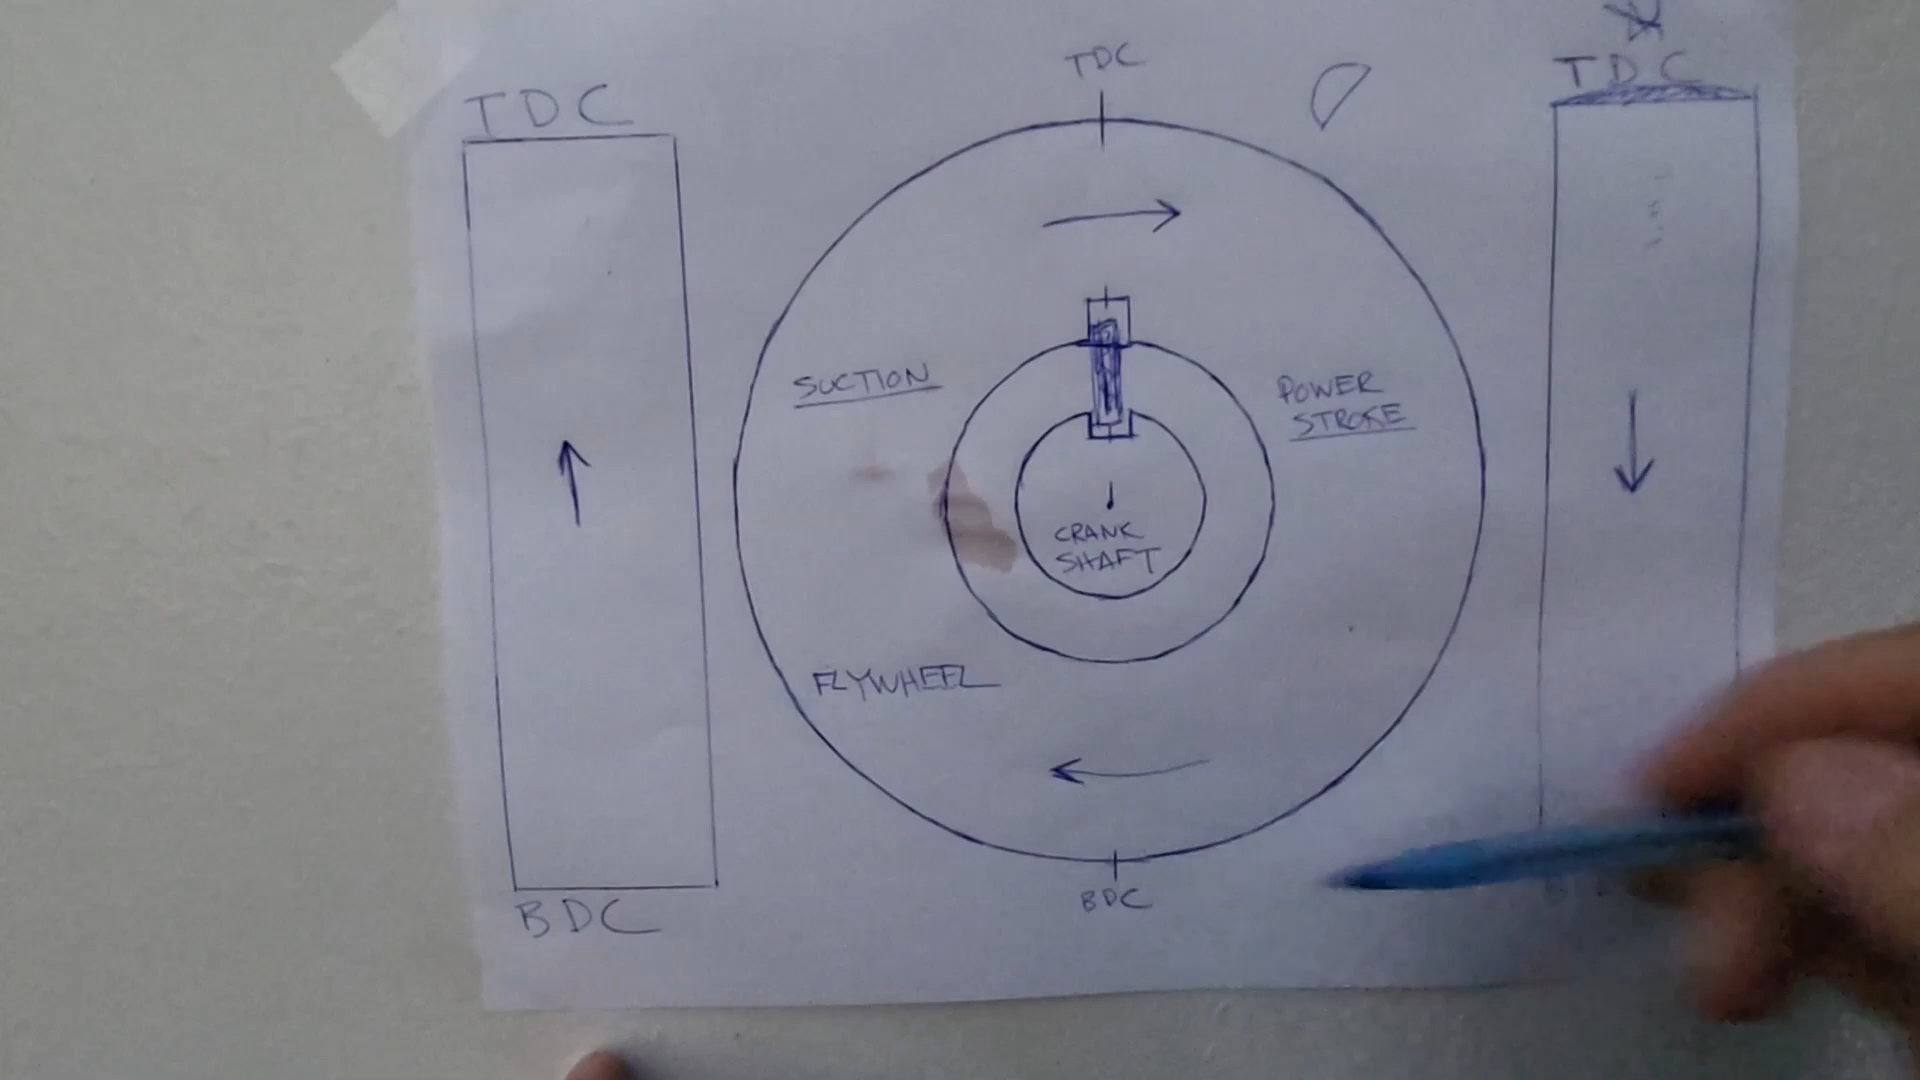 TDC
TDC
TDC
SUCTION
POWER
STROKE
CRANK
SHAFT
FLYWHEEL
BDC
BDC